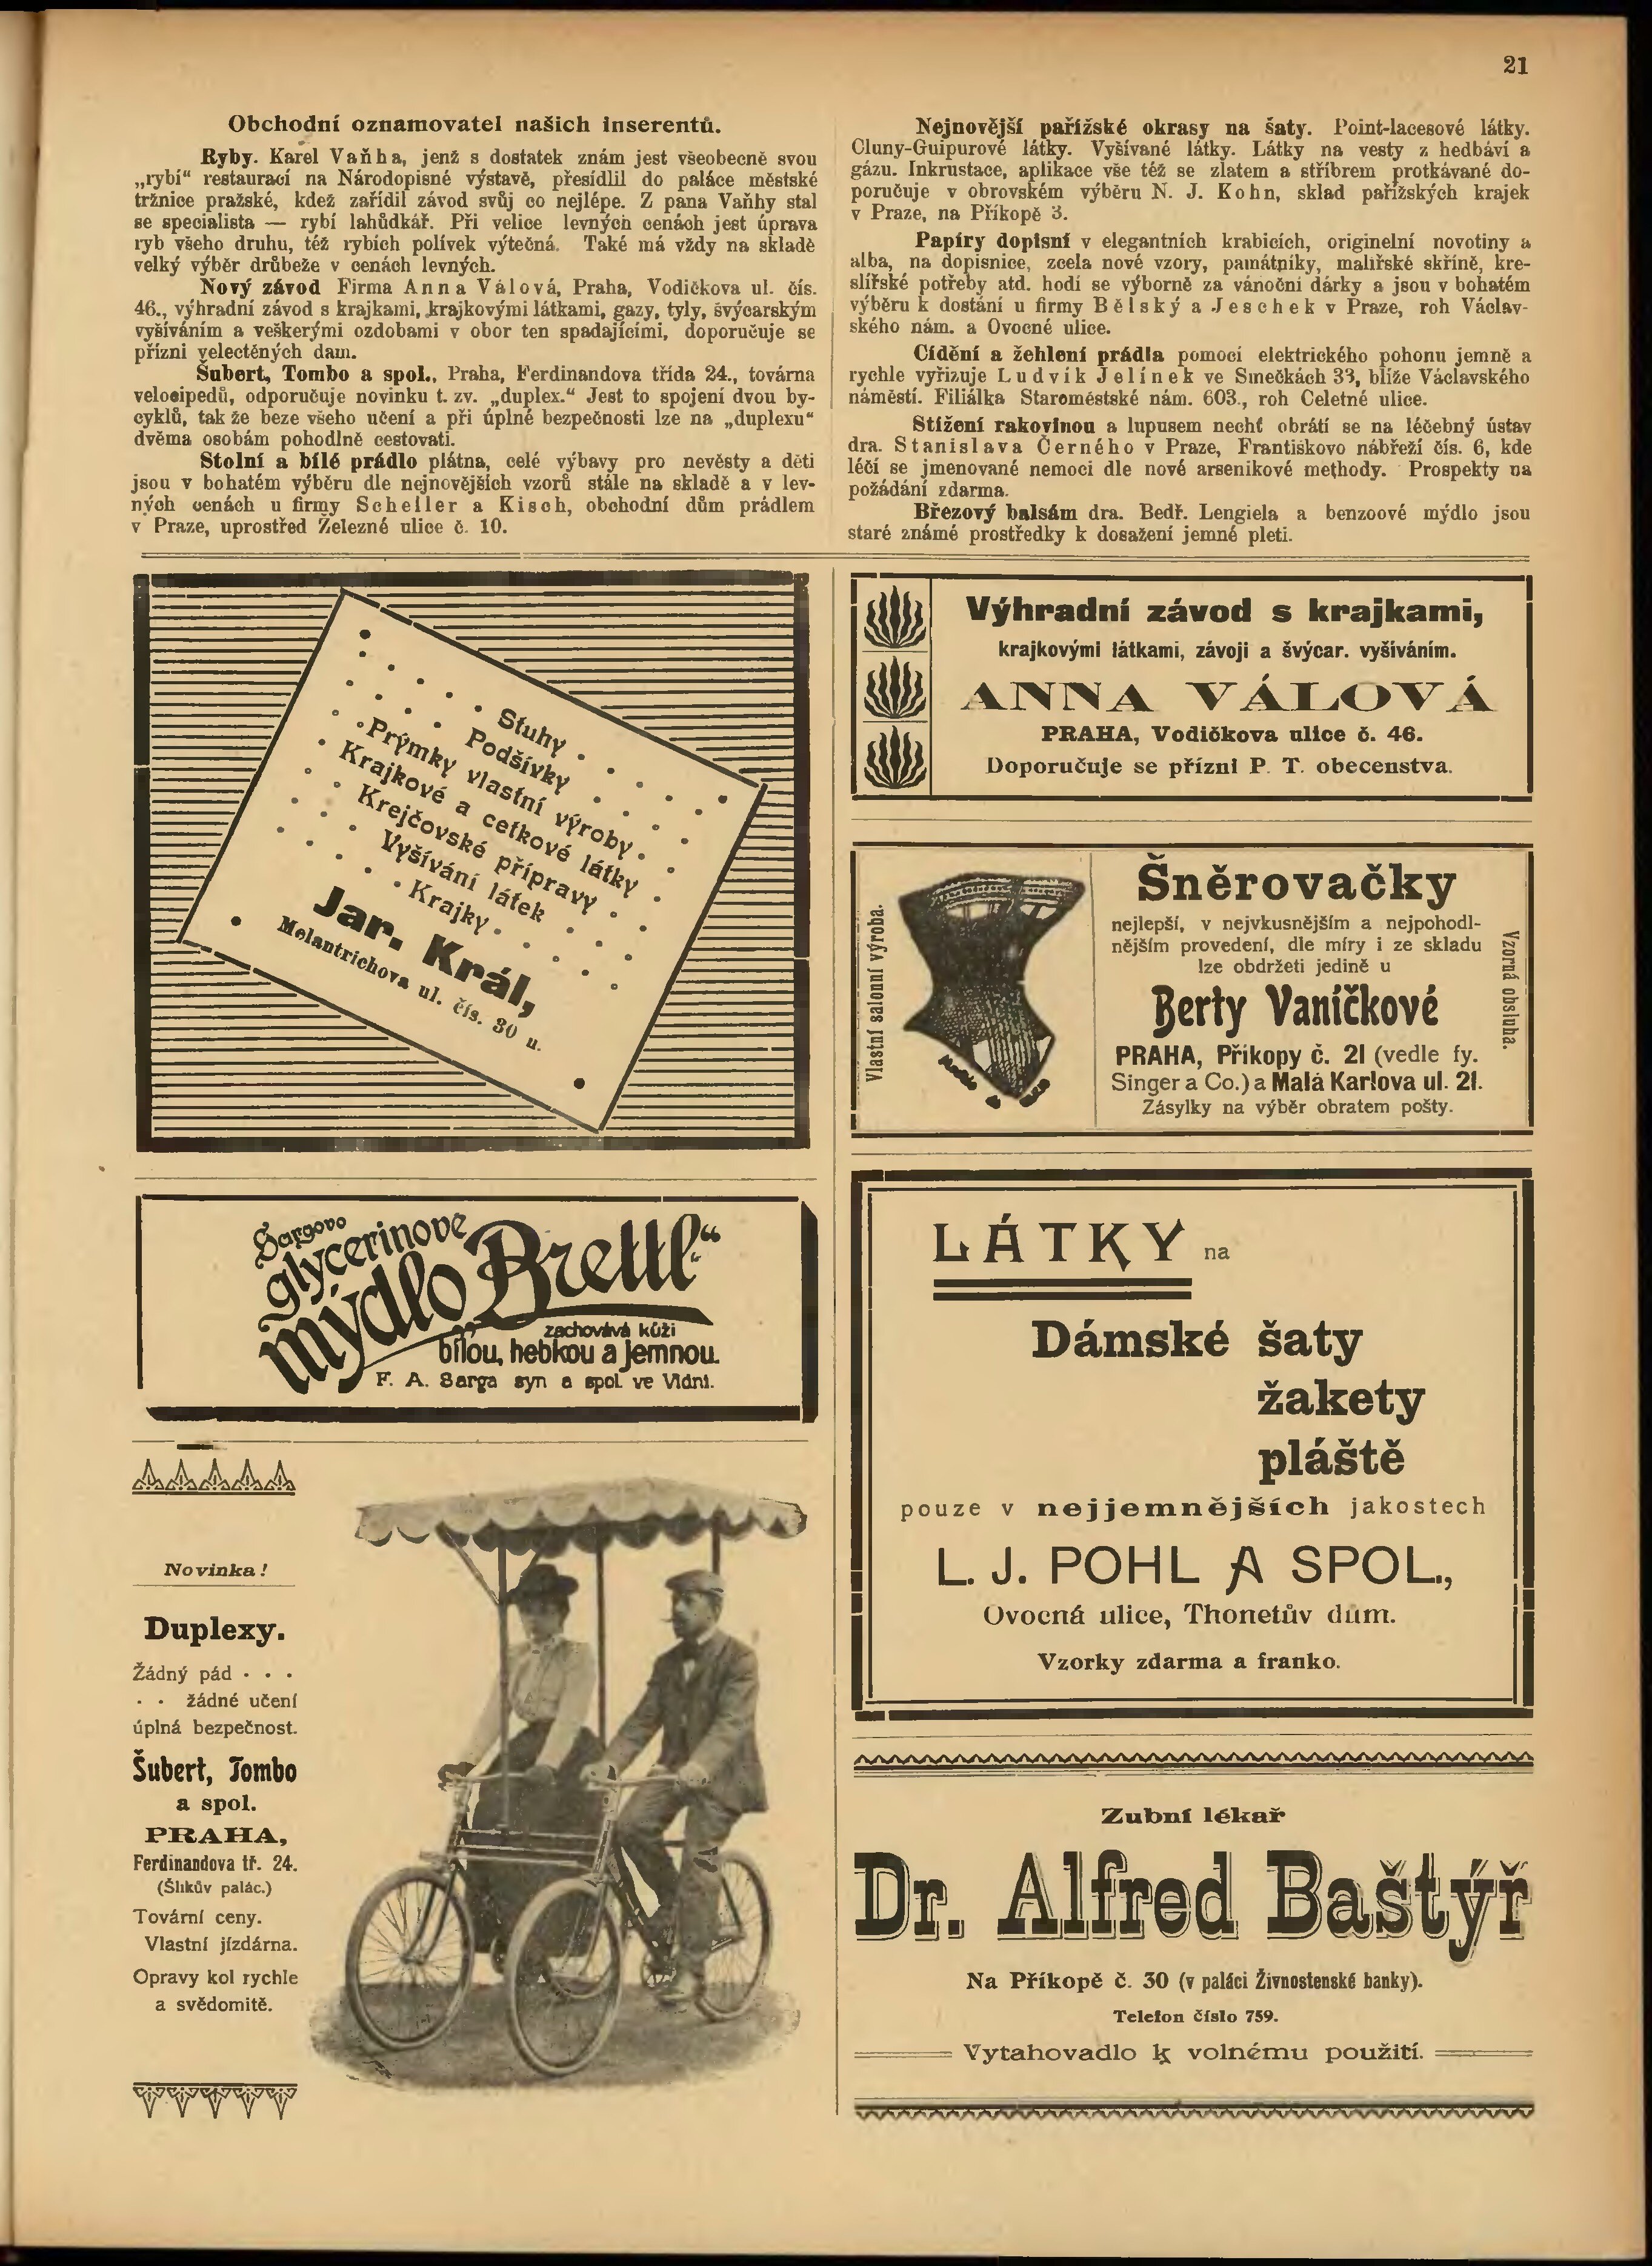 21
Obchodní oznamovatel našich inserentů.
Ryby. Karel Vaňha, jenž s dostatek znám jest všeobecně svou
„rybí“ restaurací na Národopisné výstavě, přesídlil do paláce městské
tržnice pražské, kdež zařídil závod svůj co nejlépe. Z pana Vaňhy stal
se specialista — rybí lahůdkář. Při velice levných cenách jest úprava
ryb všeho druhu, též rybích polívek výtečná. Také má vždy na skladě
velký výběr drůbeže v cenách levných.
Nový závod Firma Anna Válová, Praha, Vodičkova ul. čís.
46., výhradní závod s krajkami, krajkovými látkami, gazy, tyly, švýcarským
vyšíváním a veškerými ozdobami v obor ten spadajícími, doporučuje se
přízni velectěných dam.
Šubert, Tombo a spol., Praha, Ferdinandova třída 24., továrna
velocipedů, odporučuje novinku t. zv. „duplex.“ Jest to spojení dvou by-
cyklů, tak že beze všeho učení a při úplné bezpečnosti lze na „duplexu“
dvěma osobám pohodlně cestovati.
Stolní a bílé prádlo plátna, celé výbavy pro nevěsty a děti
jsou v bohatém výběru dle nejnovějších vzorů stále na skladě a v lev-
ných cenách u firmy Scheller a Kisch, obchodní dům prádlem
v Praze, uprostřed Železné ulice č. 10.
Nejnovější pařížské okrasy na šaty. Point-lacesové látky.
Cluny-Guipurové látky. Vyšívané látky. Látky na vesty z hedbáví a
gázu. Inkrustace, aplikace vše též se zlatem a stříbrem protkávané do-
poručuje v obrovském výběru N. J. Kohn, sklad pařížských krajek
v Praze, na Příkopě 3.
Papíry dopisní v elegantních krabicích, originelní novotiny a
alba, na dopisnice, zcela nové vzory, památníky, malířské skříně, kre-
slířské potřeby atd. hodí se výborně za vánoční dárky a jsou v bohatém
výběru k dostání u firmy Bělský a Jeschek v Praze, roh Václav-
ského nám. a Ovocné ulice.
Cídění a žehlení prádla pomocí elektrického pohonu jemně a
rychle vyřizuje Ludvík Jelínek ve Smečkách 33, blíže Václavského
náměstí. Filiálka Staroměstské nám. 603., roh Celetné ulice.
Stížení rakovinou a lupusem nechť obrátí se na léčebný ústav
dra. Stanislava Černého v Praze, Františkovo nábřeží čís. 6, kde
léčí se jmenované nemoci dle nové arsenikové methody. Prospekty na
požádání zdarma.
Březový balsám dra. Bedř. Lengiela a benzoové mýdlo jsou
staré známé prostředky k dosažení jemné pleti.
Stuhy
Podšívky
Prýmky vlastní výroby
Krajkové a cetkové látky
Krejčovské přípravy
Vyšívání látek
Krajky
Jar. Král,
Melantrichova ul. čís. 30 n.
Výhradní závod s krajkami,
krajkovými látkami, závoji a švýcar. vyšíváním.
ANNA VÁLOVÁ
PRAHA, Vodičkova ulice č. 46.
Doporučuje se přízni P. T. obecenstva.
Vlastní salonní výroba.
Šněrovačky
nejlepší, v nejvkusnějším a nejpohodl-
nějším provedení, dle míry i ze skladu
lze obdržeti jedině u
Berty Vaníčkové
PRAHA, Příkopy č. 21 (vedle fy.
Singer a Co.) a Malá Karlova ul. 21.
Zásylky na výběr obratem pošty.
Vzorná obsluha.
Sargovo
glycerinové
mýdlo „Brettl“
zachovává kůži
bílou, hebkou a jemnou.
F. A. Sarga syn a spol. ve Vídni.
LÁTKY na
Dámské šaty
žakety
pláště
pouze v nejjemnějších jakostech
L. J. POHL A SPOL.,
Ovocná ulice, Thonetův dům.
Vzorky zdarma a franko.
Novinka!
Duplexy.
Žádný pád · · ·
· · žádné učení
úplná bezpečnost.
Šubert, Tombo
a spol.
PRAHA,
Ferdinandova tř. 24.
(Šlikův palác.)
Tovární ceny.
Vlastní jízdárna.
Opravy kol rychle
a svědomitě.
Zubní lékař
Dr. Alfred Baštýř
Na Příkopě č. 30 (v paláci Živnostenské banky).
Telefon číslo 759.
Vytahovadlo k volnému použití.